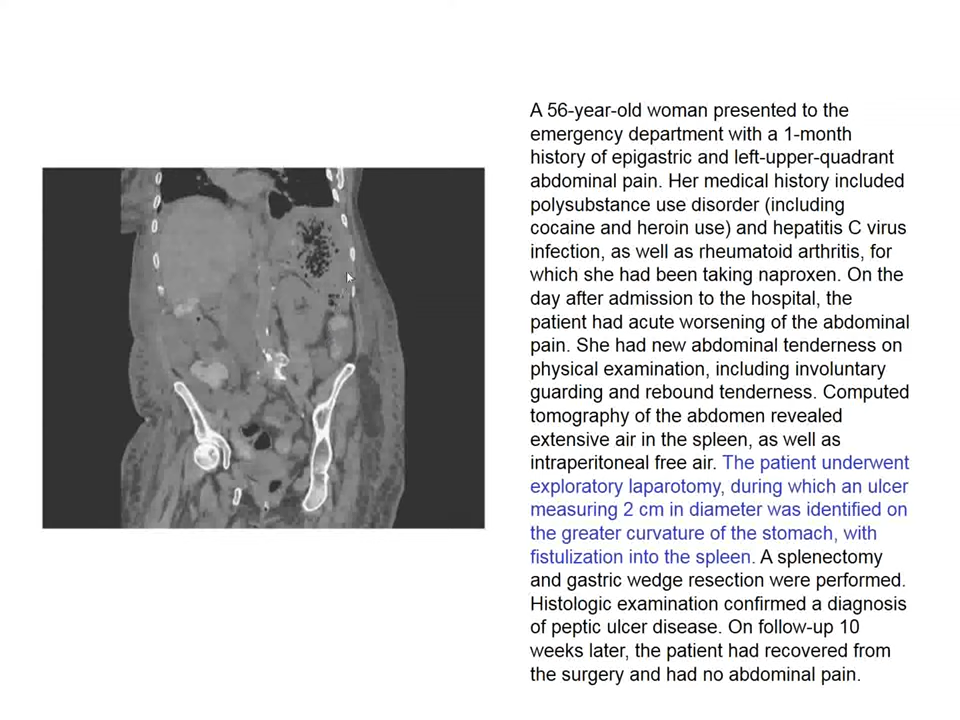 A 56-year-old woman presented to the
emergency department with a 1-month
history of epigastric and left-upper-quadrant
abdominal pain. Her medical history included
polysubstance use disorder (including
cocaine and heroin use) and hepatitis C virus
infection, as well as rheumatoid arthritis, for
which she had been taking naproxen. On the
day after admission to the hospital, the
patient had acute worsening of the abdominal
pain. She had new abdominal tenderness on
physical examination, including involuntary
guarding and rebound tenderness. Computed
tomography of the abdomen revealed
extensive air in the spleen, as well as
intraperitoneal free air. The patient underwent
exploratory laparotomy, during which an ulcer
measuring 2 cm in diameter was identified on
the greater curvature of the stomach, with
fistulization into the spleen. A splenectomy
and gastric wedge resection were performed.
Histologic examination confirmed a diagnosis
of peptic ulcer disease. On follow-up 10
weeks later, the patient had recovered from
the surgery and had no abdominal pain.